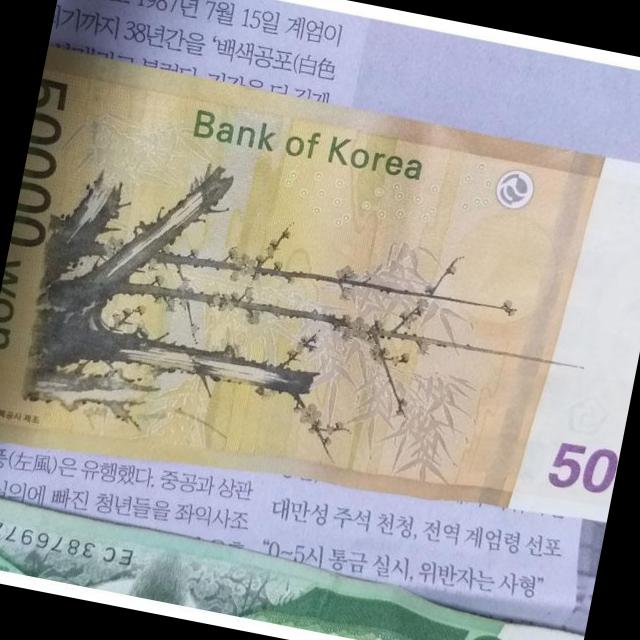 1987년 7월 15일 계엄이
기까지 38년간을 '백색공포(白色
Bank of Korea
50000 WON
50
(左風)은 유행했다. 중공과 상관
의에 빠진 청년들을 좌익사조
대만성 주석 천청, 전역 계엄령 선포
"0~5시 통금 실시, 위반자는 사형"
EC 387697